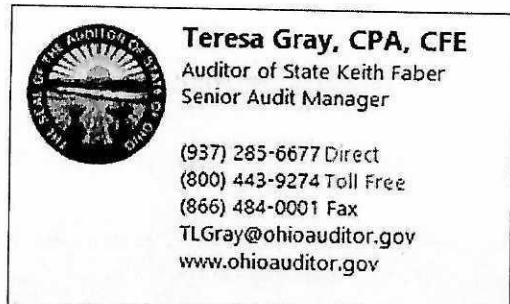 THE SEAL OF THE AUDITOR OF STATE OF OHIO
Teresa Gray, CPA, CFE
Auditor of State Keith Faber
Senior Audit Manager
(937) 285-6677 Direct
(800) 443-9274 Toll Free
(866) 484-0001 Fax
TLGray@ohioauditor.gov
www.ohioauditor.gov